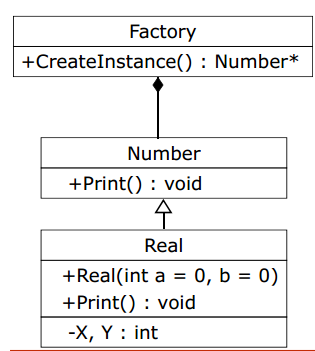 Factory
+CreateInstance() : Number*
Number
+Print() : void
Real
+Real(int a = 0, b = 0)
+Print() : void
-X, Y : int